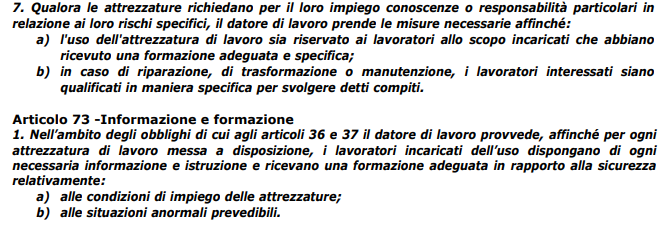 7. Qualora le attrezzature richiedano per il loro impiego conoscenze o responsabilità particolari in
relazione ai loro rischi specifici, il datore di lavoro prende le misure necessarie affinché:
a) l'uso dell'attrezzatura di lavoro sia riservato ai lavoratori allo scopo incaricati che abbiano
ricevuto una formazione adeguata e specifica;
b) in caso di riparazione, di trasformazione o manutenzione, i lavoratori interessati siano
qualificati in maniera specifica per svolgere detti compiti.
Articolo 73 -Informazione e formazione
1. Nell’ambito degli obblighi di cui agli articoli 36 e 37 il datore di lavoro provvede, affinché per ogni
attrezzatura di lavoro messa a disposizione, i lavoratori incaricati dell’uso dispongano di ogni
necessaria informazione e istruzione e ricevano una formazione adeguata in rapporto alla sicurezza
relativamente:
a) alle condizioni di impiego delle attrezzature;
b) alle situazioni anormali prevedibili.